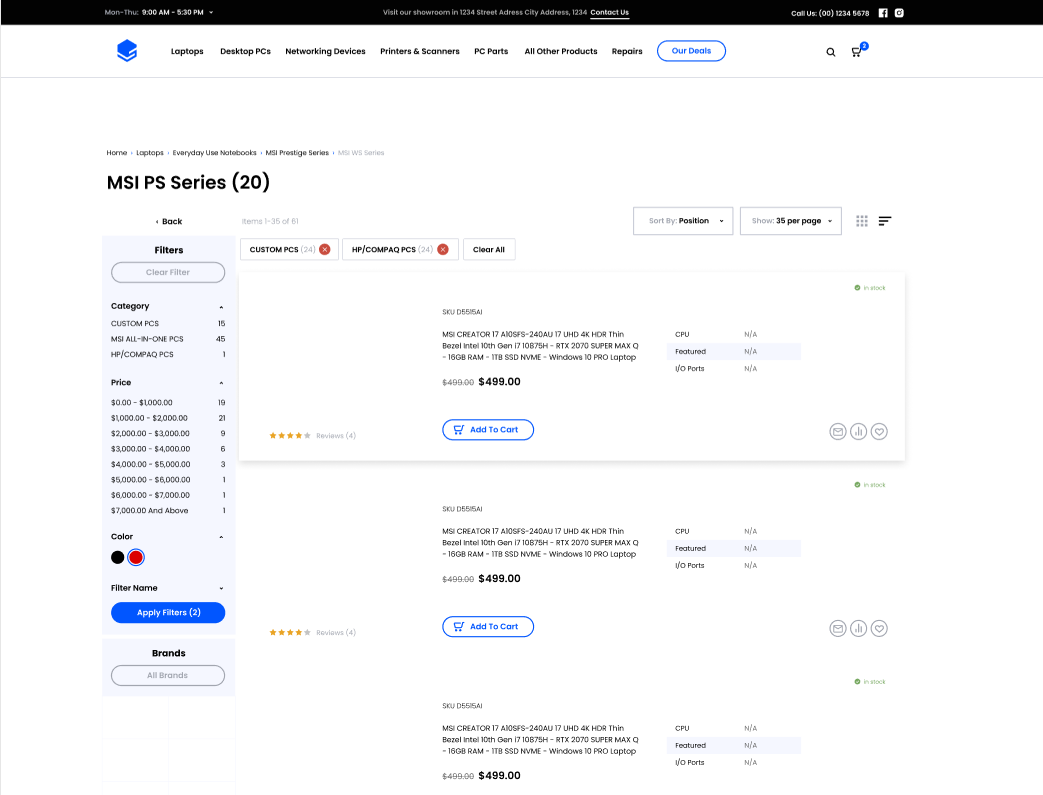 Mon-Thu: 9:00 AM - 5:30 PM
Visit our showroom in 1234 Street Adress City Address, 1234 Contact Us
Call Us: (00) 1234 5678
Laptops Desktop PCs Networking Devices Printers & Scanners PC Parts All Other Products Repairs Our Deals
2
Home › Laptops › Everyday Use Notebooks › MSI Prestige Series › MSI WS Series
MSI PS Series (20)
‹ Back
Items 1-35 of 61
Sort By: Position
Show: 35 per page
Filters
Clear Filter
Category
CUSTOM PCS 15
MSI ALL-IN-ONE PCS 45
HP/COMPAQ PCS 1
Price
$0.00 - $1,000.00 19
$1,000.00 - $2,000.00 21
$2,000.00 - $3,000.00 9
$3,000.00 - $4,000.00 6
$4,000.00 - $5,000.00 3
$5,000.00 - $6,000.00 1
$6,000.00 - $7,000.00 1
$7,000.00 And Above 1
Color
Filter Name
Apply Filters (2)
Brands
All Brands
CUSTOM PCS (24)
HP/COMPAQ PCS (24)
Clear All
in stock
SKU D5515AI
MSI CREATOR 17 A10SFS-240AU 17 UHD 4K HDR Thin
Bezel Intel 10th Gen i7 10875H - RTX 2070 SUPER MAX Q
- 16GB RAM - 1TB SSD NVME - Windows 10 PRO Laptop
$499.00 $499.00
CPU N/A
Featured N/A
I/O Ports N/A
Reviews (4)
Add To Cart
in stock
SKU D5515AI
MSI CREATOR 17 A10SFS-240AU 17 UHD 4K HDR Thin
Bezel Intel 10th Gen i7 10875H - RTX 2070 SUPER MAX Q
- 16GB RAM - 1TB SSD NVME - Windows 10 PRO Laptop
$499.00 $499.00
CPU N/A
Featured N/A
I/O Ports N/A
Reviews (4)
Add To Cart
in stock
SKU D5515AI
MSI CREATOR 17 A10SFS-240AU 17 UHD 4K HDR Thin
Bezel Intel 10th Gen i7 10875H - RTX 2070 SUPER MAX Q
- 16GB RAM - 1TB SSD NVME - Windows 10 PRO Laptop
$499.00 $499.00
CPU N/A
Featured N/A
I/O Ports N/A